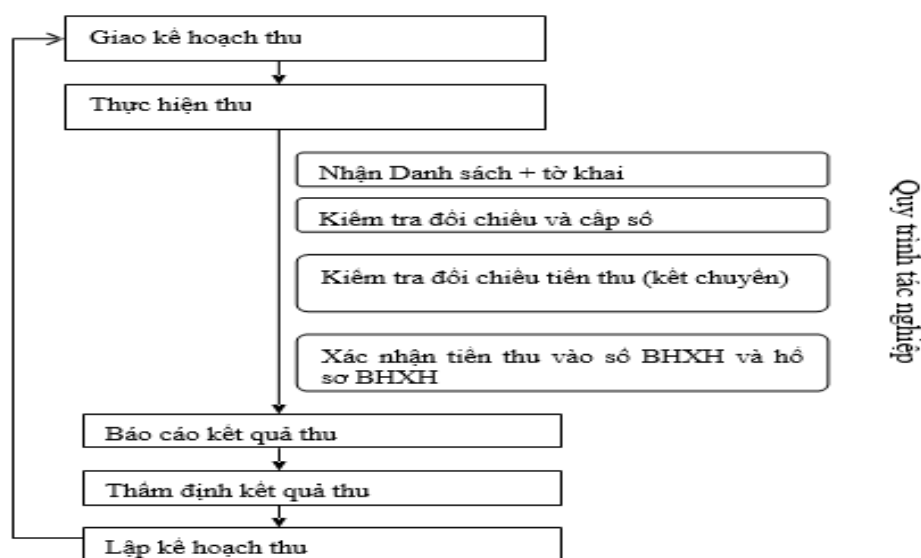 Giao kế hoạch thu
Thực hiện thu
Nhận Danh sách + tờ khai
Kiểm tra đối chiếu và cấp sổ
Kiểm tra đối chiếu tiền thu (kết chuyển)
Xác nhận tiền thu vào sổ BHXH và hồ
sơ BHXH
Quy trình tác nghiệp
Báo cáo kết quả thu
Thẩm định kết quả thu
Lập kế hoạch thu